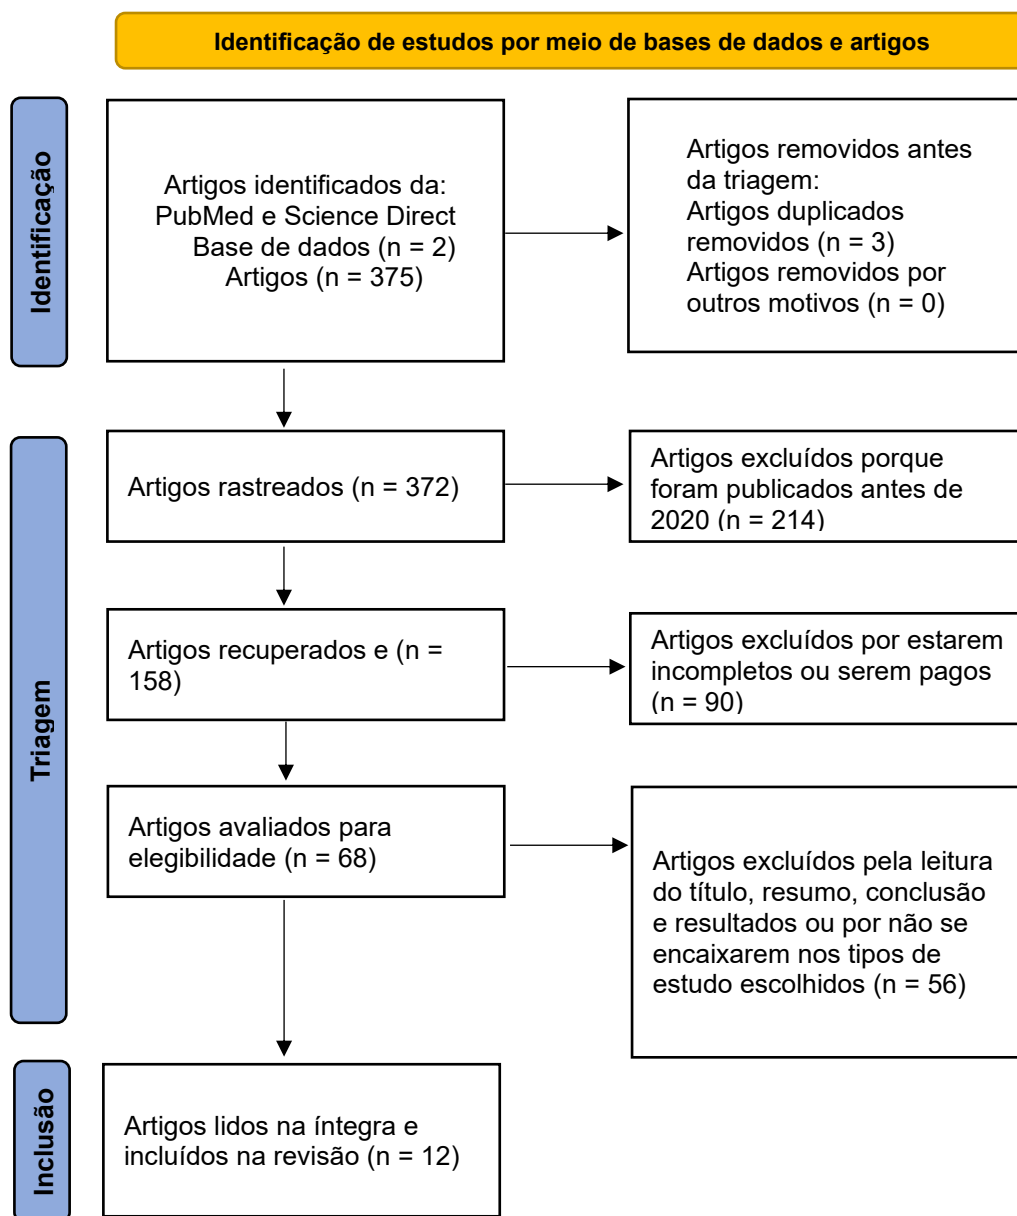 Identificação de estudos por meio de bases de dados e artigos
Identificação
Artigos identificados da:
PubMed e Science Direct
Base de dados (n = 2)
Artigos (n = 375)
Artigos removidos antes
da triagem:
Artigos duplicados
removidos (n = 3)
Artigos removidos por
outros motivos (n = 0)
Triagem
Artigos rastreados (n = 372)
Artigos excluídos porque
foram publicados antes de
2020 (n = 214)
Artigos recuperados e (n =
158)
Artigos excluídos por estarem
incompletos ou serem pagos
(n = 90)
Artigos avaliados para
elegibilidade (n = 68)
Artigos excluídos pela leitura
do título, resumo, conclusão
e resultados ou por não se
encaixarem nos tipos de
estudo escolhidos (n = 56)
Inclusão
Artigos lidos na íntegra e
incluídos na revisão (n = 12)